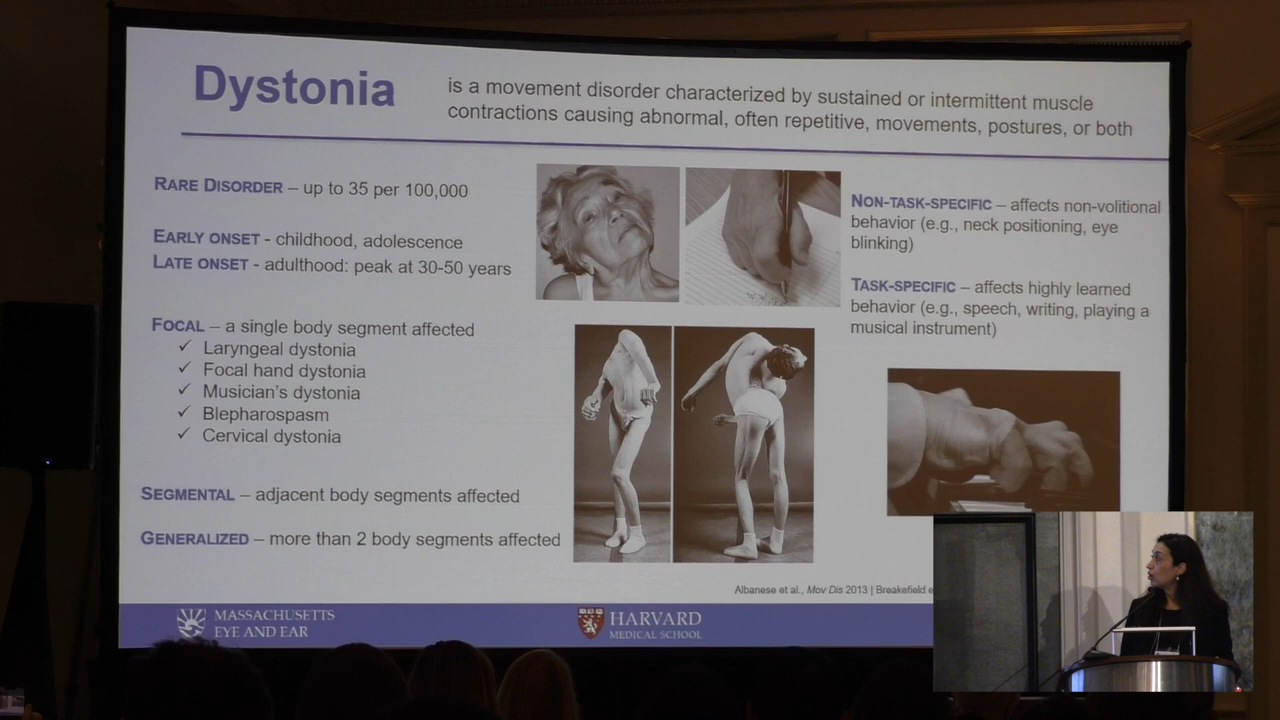 Dystonia
is a movement disorder characterized by sustained or intermittent muscle
contractions causing abnormal, often repetitive, movements, postures, or both
RARE DISORDER – up to 35 per 100,000
EARLY ONSET - childhood, adolescence
LATE ONSET - adulthood: peak at 30-50 years
FOCAL – a single body segment affected
✓ Laryngeal dystonia
✓ Focal hand dystonia
✓ Musician's dystonia
✓ Blepharospasm
✓ Cervical dystonia
SEGMENTAL – adjacent body segments affected
GENERALIZED – more than 2 body segments affected
NON-TASK-SPECIFIC – affects non-volitional
behavior (e.g., neck positioning, eye
blinking)
TASK-SPECIFIC – affects highly learned
behavior (e.g., speech, writing, playing a
musical instrument)
Albanese et al., Mov Dis 2013 | Breakefield e
MASSACHUSETTS
EYE AND EAR
HARVARD
MEDICAL SCHOOL